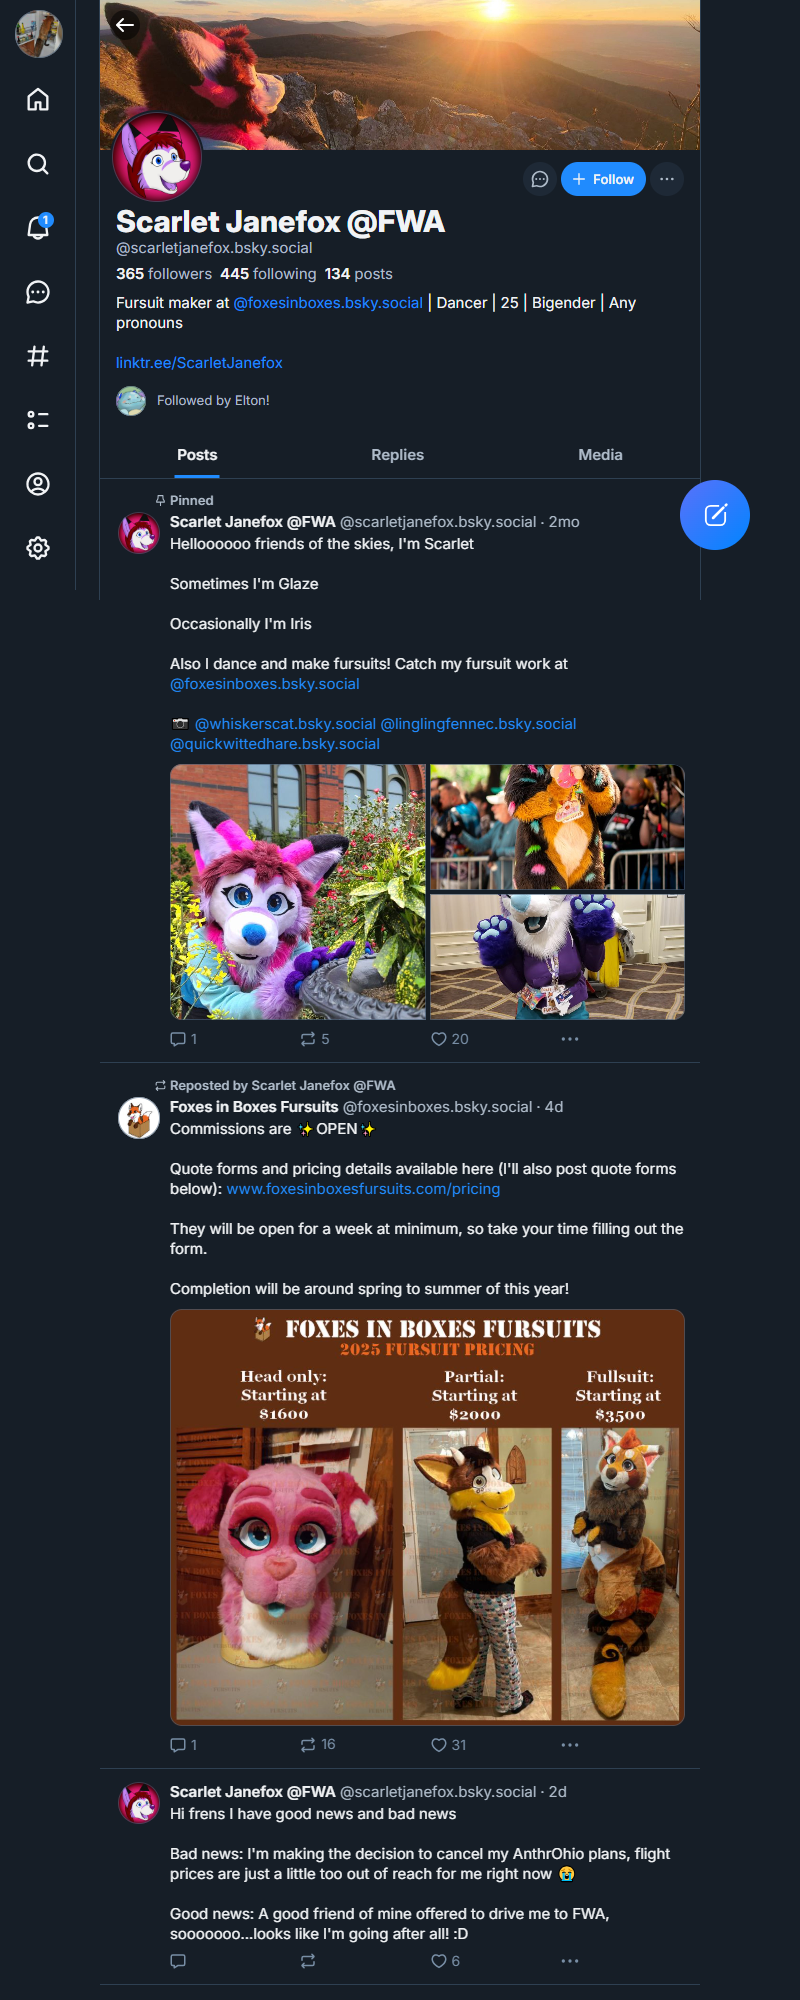 Scarlet Janefox @FWA
@scarletjanefox.bsky.social
365 followers 445 following 134 posts
Fursuit maker at @foxesinboxes.bsky.social | Dancer | 25 | Bigender | Any
pronouns
linktr.ee/ScarletJanefox
Followed by Elton!
+ Follow
1
Posts
Replies
Media
Pinned
Scarlet Janefox @FWA @scarletjanefox.bsky.social · 2mo
Helloooooo friends of the skies, I'm Scarlet
Sometimes I'm Glaze
Occasionally I'm Iris
Also I dance and make fursuits! Catch my fursuit work at
@foxesinboxes.bsky.social
📷 @whiskerscat.bsky.social @linglingfennec.bsky.social
@quickwittedhare.bsky.social
1 5 20
Reposted by Scarlet Janefox @FWA
Foxes in Boxes Fursuits @foxesinboxes.bsky.social · 4d
Commissions are ✨OPEN✨
Quote forms and pricing details available here (I'll also post quote forms
below): www.foxesinboxesfursuits.com/pricing
They will be open for a week at minimum, so take your time filling out the
form.
Completion will be around spring to summer of this year!
FOXES IN BOXES FURSUITS
2025 FURSUIT PRICING
Head only:
Starting at
$1600
Partial:
Starting at
$2000
Fullsuit:
Starting at
$3500
1 16 31
Scarlet Janefox @FWA @scarletjanefox.bsky.social · 2d
Hi frens I have good news and bad news
Bad news: I'm making the decision to cancel my AnthrOhio plans, flight
prices are just a little too out of reach for me right now 😭
Good news: A good friend of mine offered to drive me to FWA,
sooooooo...looks like I'm going after all! :D
6